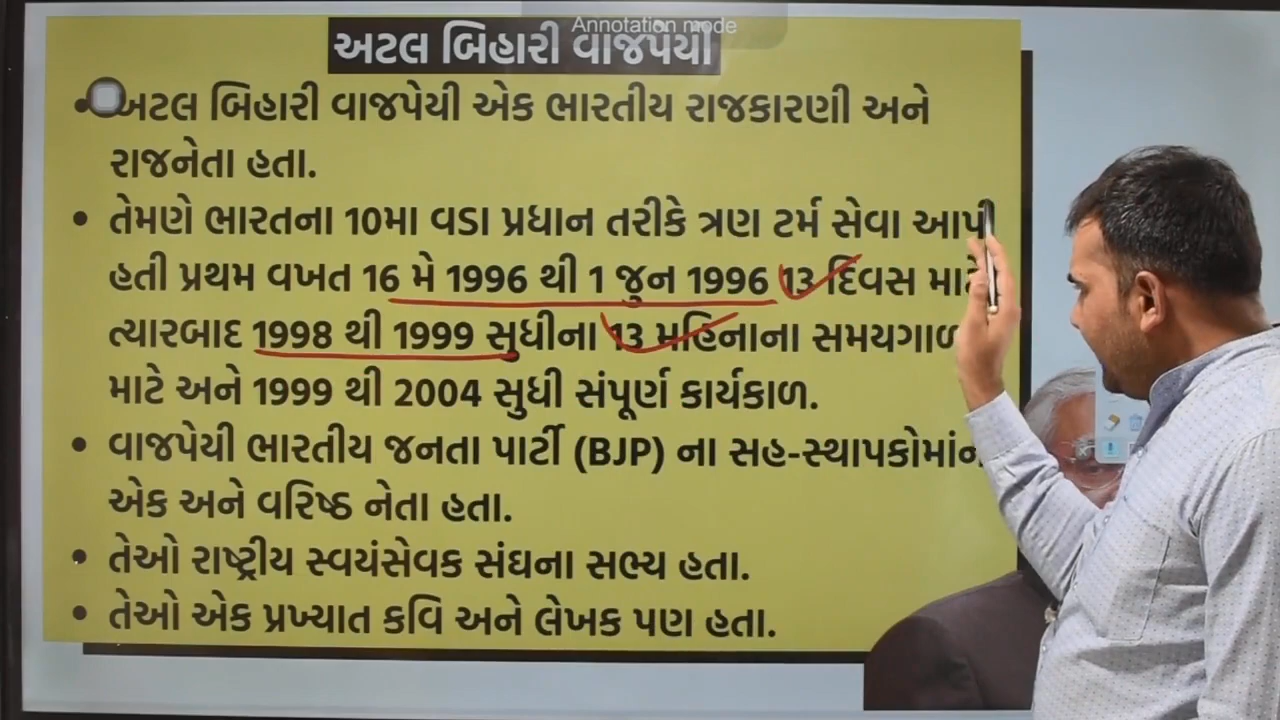 Annotation mode
અટલ બિહારી વાજપેયી
• અટલ બિહારી વાજપેયી એક ભારતીય રાજકારણી અને
રાજનેતા હતા.
• તેમણે ભારતના 10મા વડા પ્રધાન તરીકે ત્રણ ટર્મ સેવા આપી
હતી પ્રથમ વખત 16 મે 1996 થી 1 જુન 1996 13 દિવસ માટે
ત્યારબાદ 1998 થી 1999 સુધીના 13 મહિનાના સમયગાળ
માટે અને 1999 થી 2004 સુધી સંપૂર્ણ કાર્યકાળ.
• વાજપેયી ભારતીય જનતા પાર્ટી (BJP) ના સહ-સ્થાપકોમાંન
એક અને વરિષ્ઠ નેતા હતા.
• તેઓ રાષ્ટ્રીય સ્વયંસેવક સંઘના સભ્ય હતા.
• તેઓ એક પ્રખ્યાત કવિ અને લેખક પણ હતા.